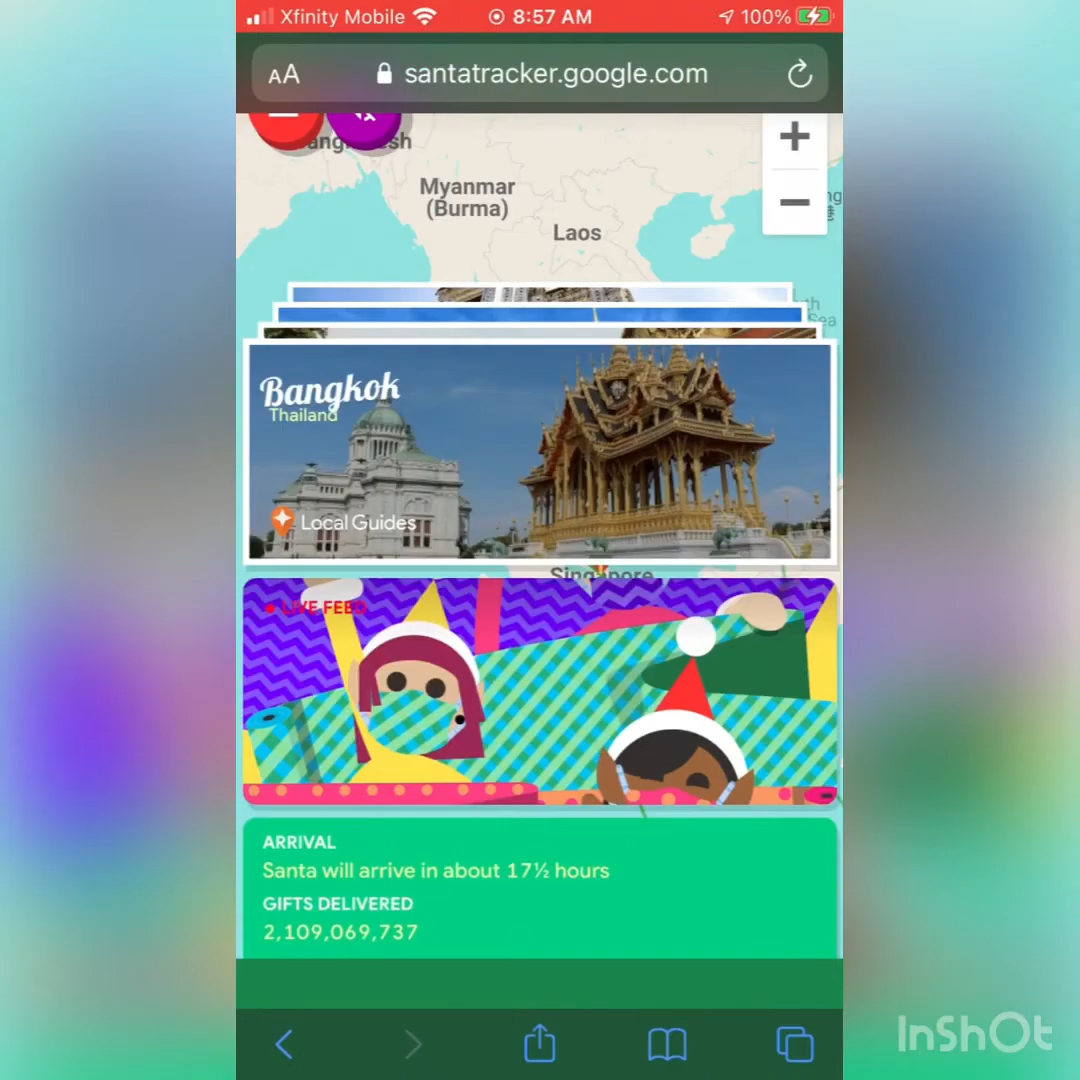 Xfinity Mobile 8:57 AM 100%
AA santatracker.google.com
Myanmar
(Burma)
Laos
Bangkok
Thailand
Local Guides
Singapore
LIVE FEED
ARRIVAL
Santa will arrive in about 17½ hours
GIFTS DELIVERED
2,109,069,737
InShOt